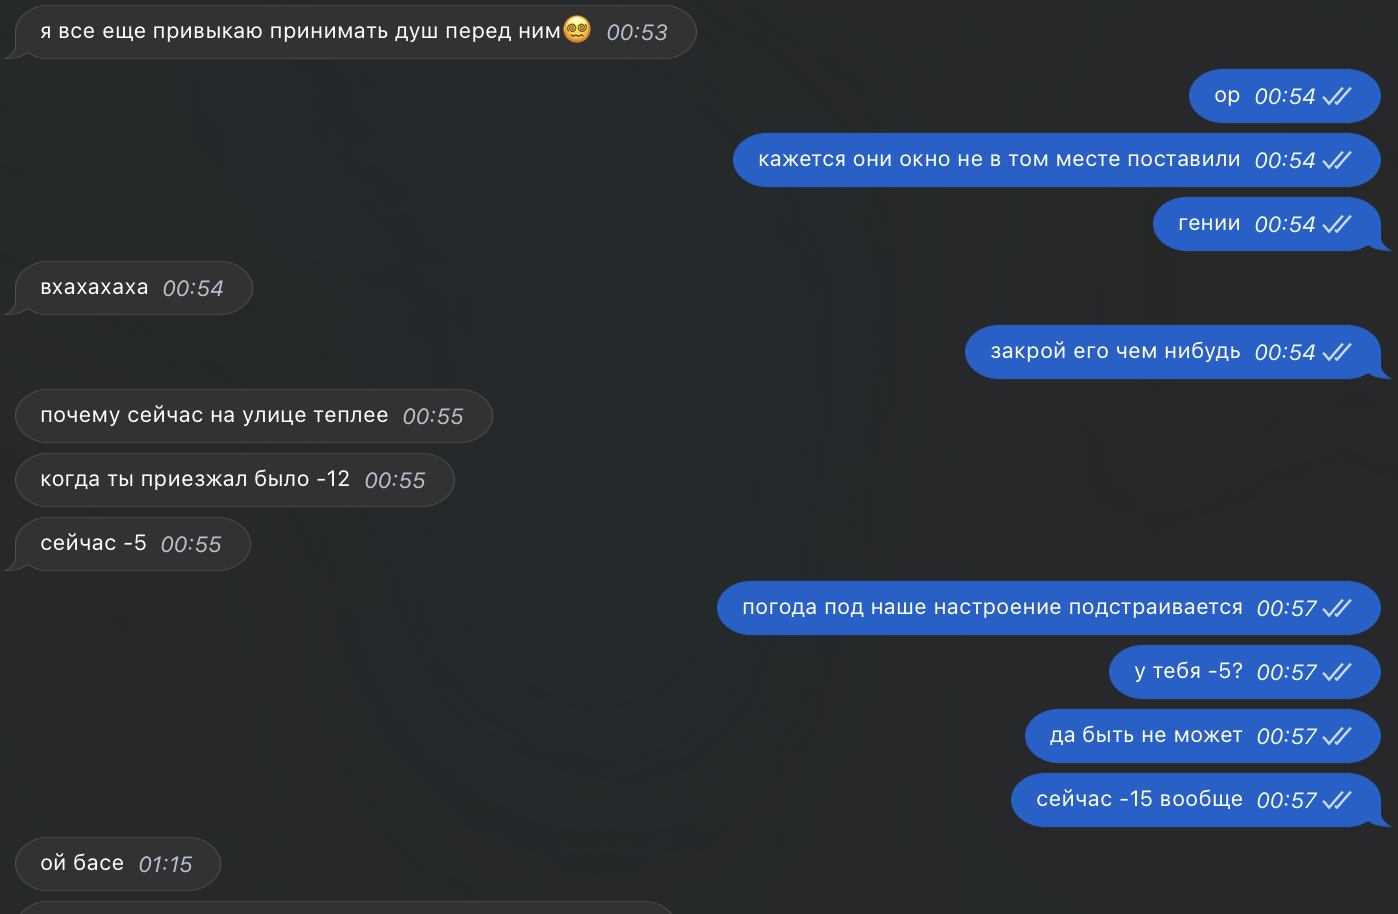 я все еще привыкаю принимать душ перед ним😵‍💫 00:53
ор 00:54
кажется они окно не в том месте поставили 00:54
гении 00:54
вхахахаха 00:54
закрой его чем нибудь 00:54
почему сейчас на улице теплее 00:55
когда ты приезжал было -12 00:55
сейчас -5 00:55
погода под наше настроение подстраивается 00:57
у тебя -5? 00:57
да быть не может 00:57
сейчас -15 вообще 00:57
ой басе 01:15